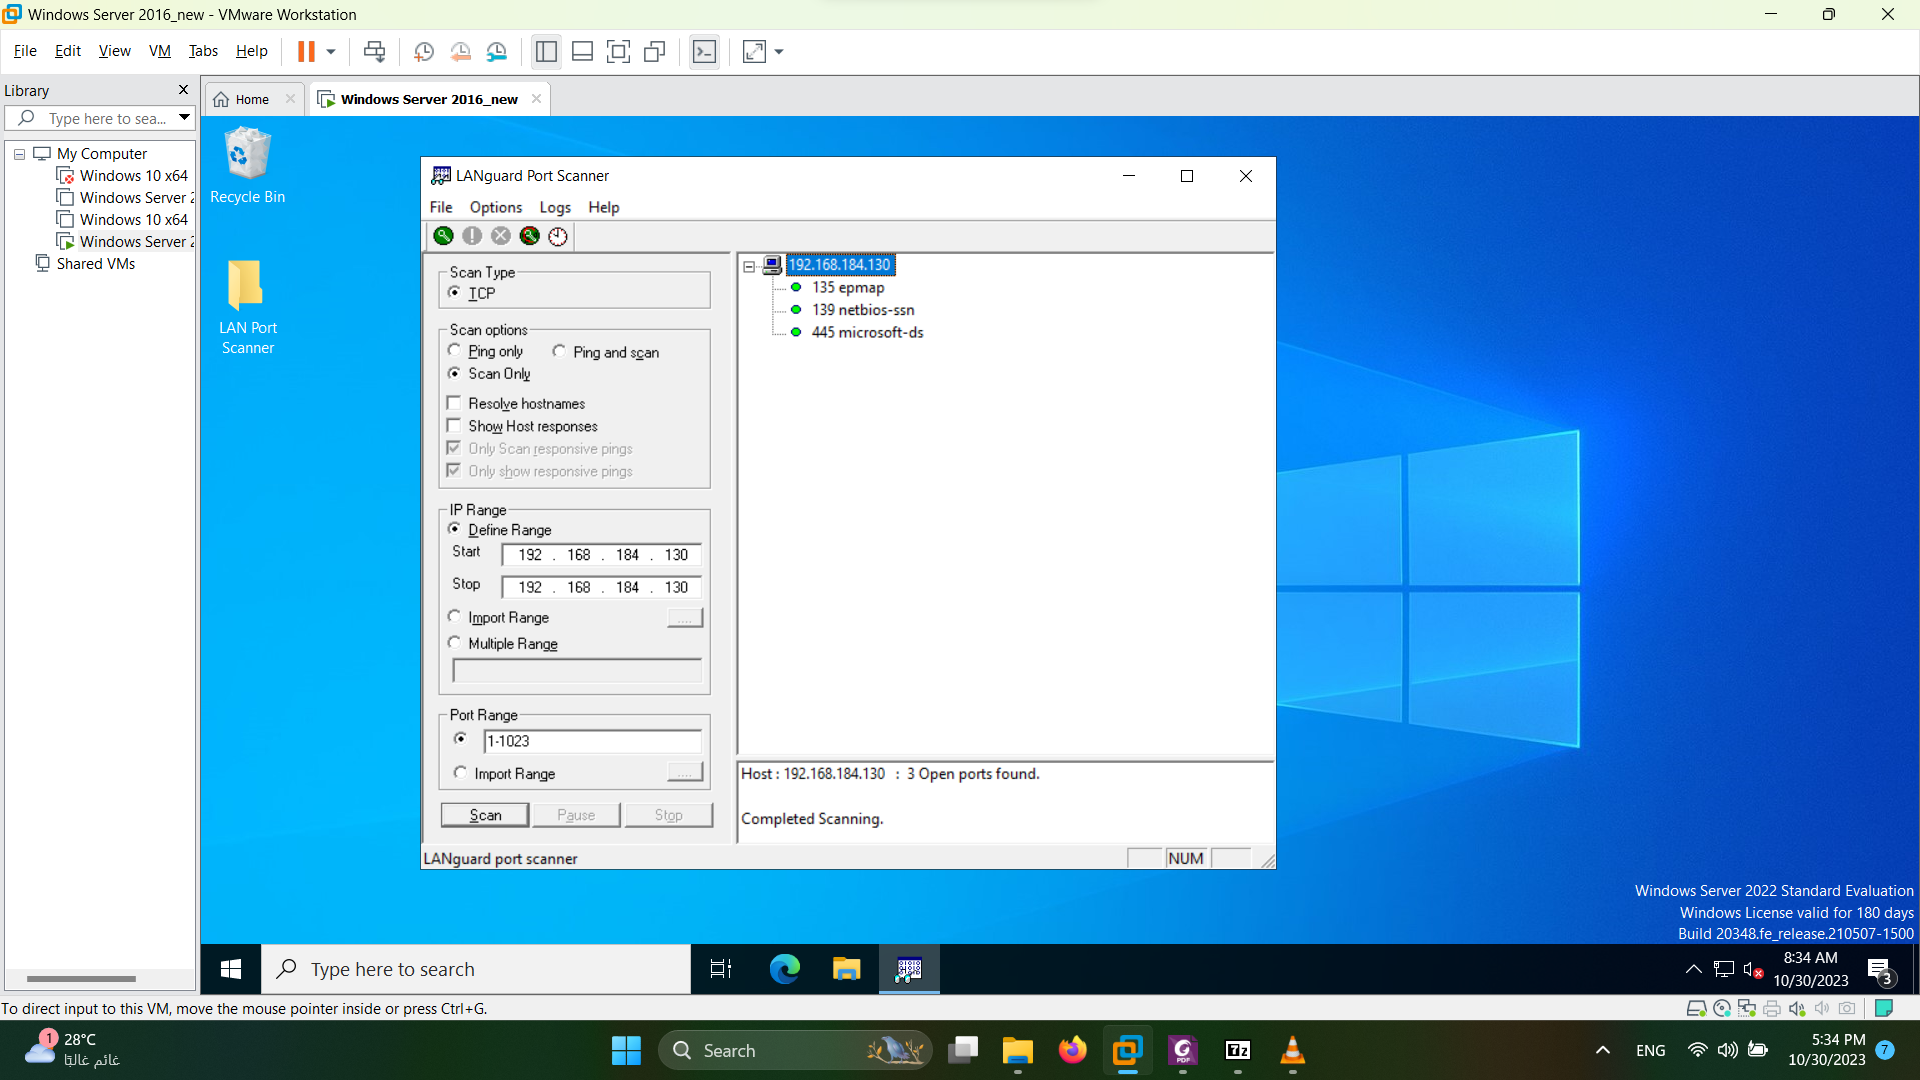 Windows Server 2016_new - VMware Workstation
File Edit View VM Tabs Help
Library
Type here to sea...
My Computer
Windows 10 x64
Windows Server 2
Windows 10 x64
Windows Server 2
Shared VMs
Home
Windows Server 2016_new
Recycle Bin
LAN Port
Scanner
LANguard Port Scanner
File Options Logs Help
Scan Type
TCP
Scan options
Ping only Ping and scan
Scan Only
Resolve hostnames
Show Host responses
Only Scan responsive pings
Only show responsive pings
IP Range
Define Range
Start 192 . 168 . 184 . 130
Stop 192 . 168 . 184 . 130
Import Range ....
Multiple Range
Port Range
1-1023
Import Range ....
Scan Pause Stop
192.168.184.130
135 epmap
139 netbios-ssn
445 microsoft-ds
Host : 192.168.184.130 : 3 Open ports found.
Completed Scanning.
LANguard port scanner
NUM
Windows Server 2022 Standard Evaluation
Windows License valid for 180 days
Build 20348.fe_release.210507-1500
Type here to search
8:34 AM
10/30/2023
3
To direct input to this VM, move the mouse pointer inside or press Ctrl+G.
1
28°C
غائم غالبًا
Search
PDF
7z
ENG
5:34 PM
10/30/2023
7